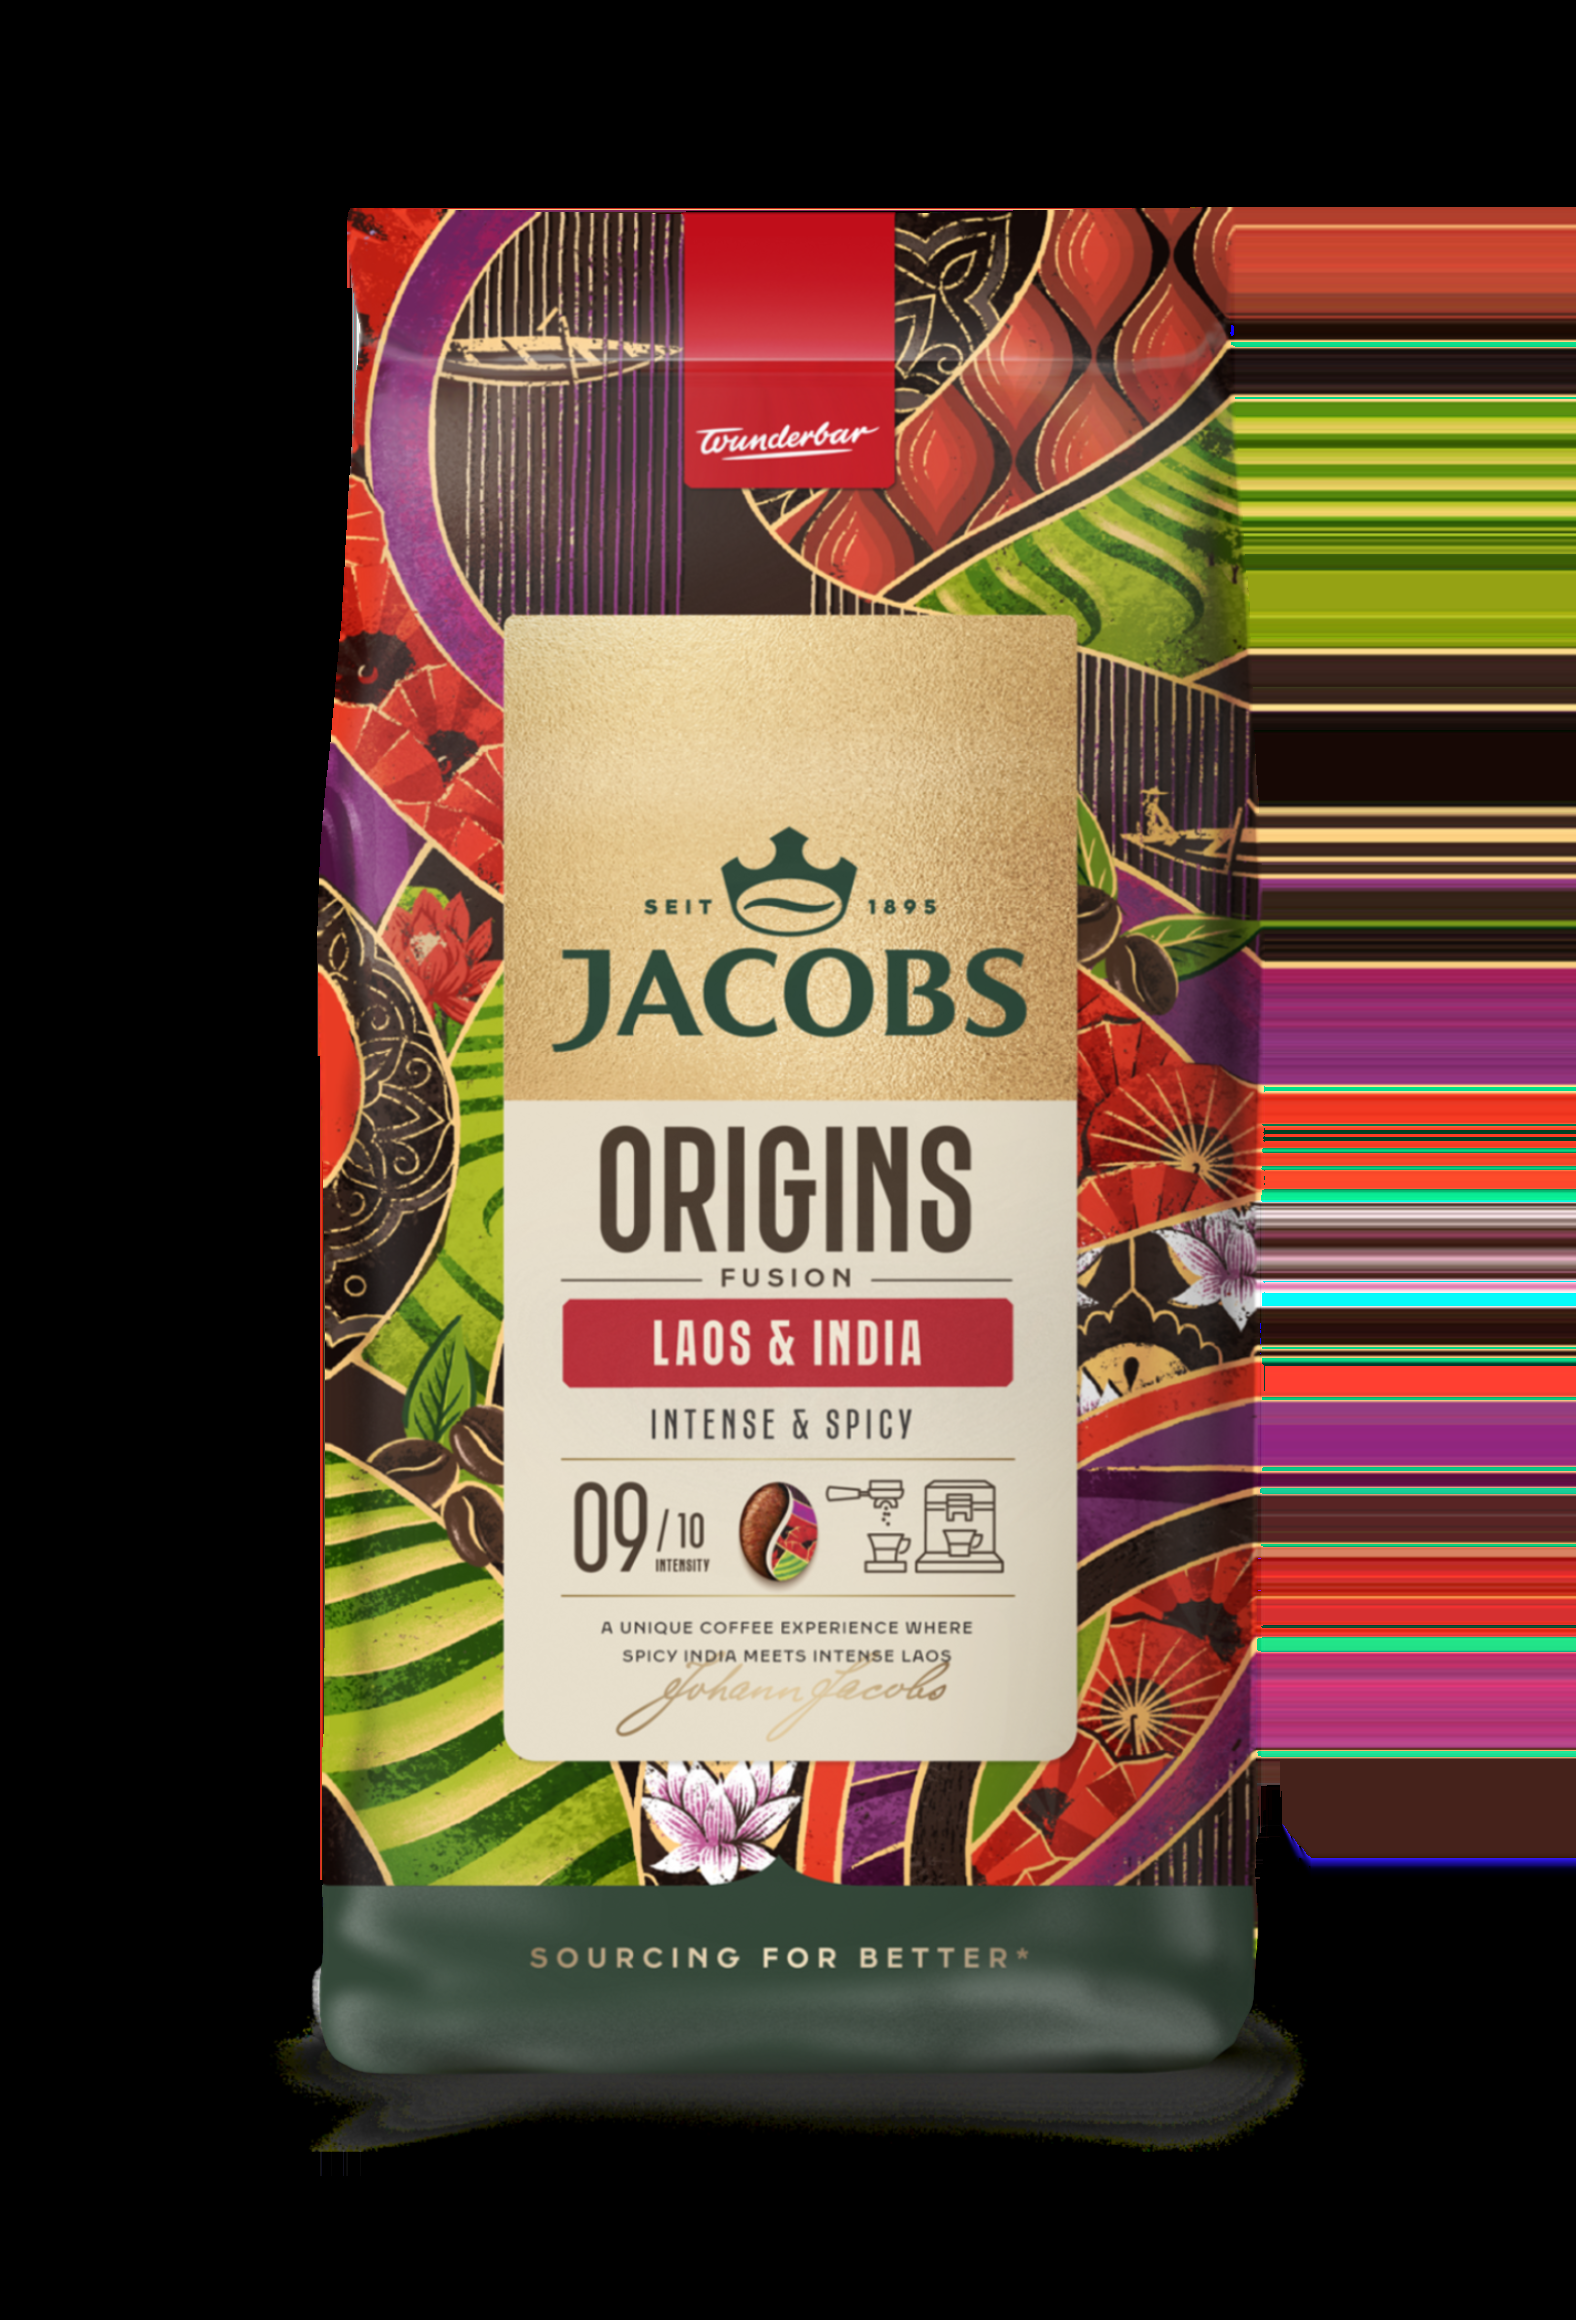 Wunderbar
SEIT 1895
JACOBS
ORIGINS
FUSION
LAOS & INDIA
INTENSE & SPICY
09/10
INTENSITY
A UNIQUE COFFEE EXPERIENCE WHERE
SPICY INDIA MEETS INTENSE LAOS
Johann Jacobs
SOURCING FOR BETTER*